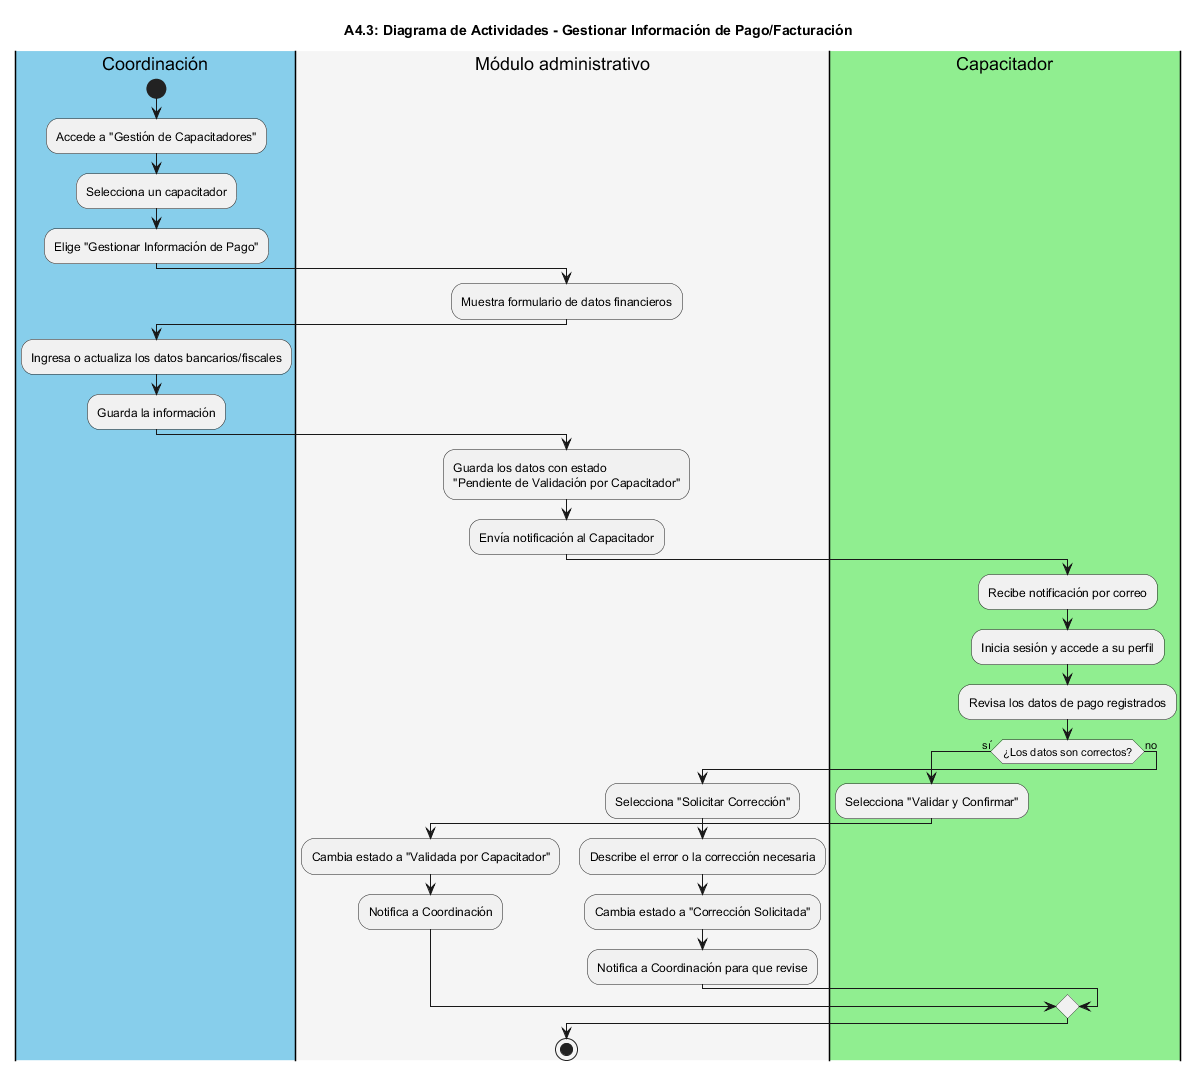 A4.3: Diagrama de Actividades - Gestionar Información de Pago/Facturación
Coordinación
Módulo administrativo
Capacitador
Accede a "Gestión de Capacitadores"
Selecciona un capacitador
Elige "Gestionar Información de Pago"
Muestra formulario de datos financieros
Ingresa o actualiza los datos bancarios/fiscales
Guarda la información
Guarda los datos con estado
"Pendiente de Validación por Capacitador"
Envía notificación al Capacitador
Recibe notificación por correo
Inicia sesión y accede a su perfil
Revisa los datos de pago registrados
sí
¿Los datos son correctos?
no
Selecciona "Solicitar Corrección"
Selecciona "Validar y Confirmar"
Cambia estado a "Validada por Capacitador"
Describe el error o la corrección necesaria
Notifica a Coordinación
Cambia estado a "Corrección Solicitada"
Notifica a Coordinación para que revise